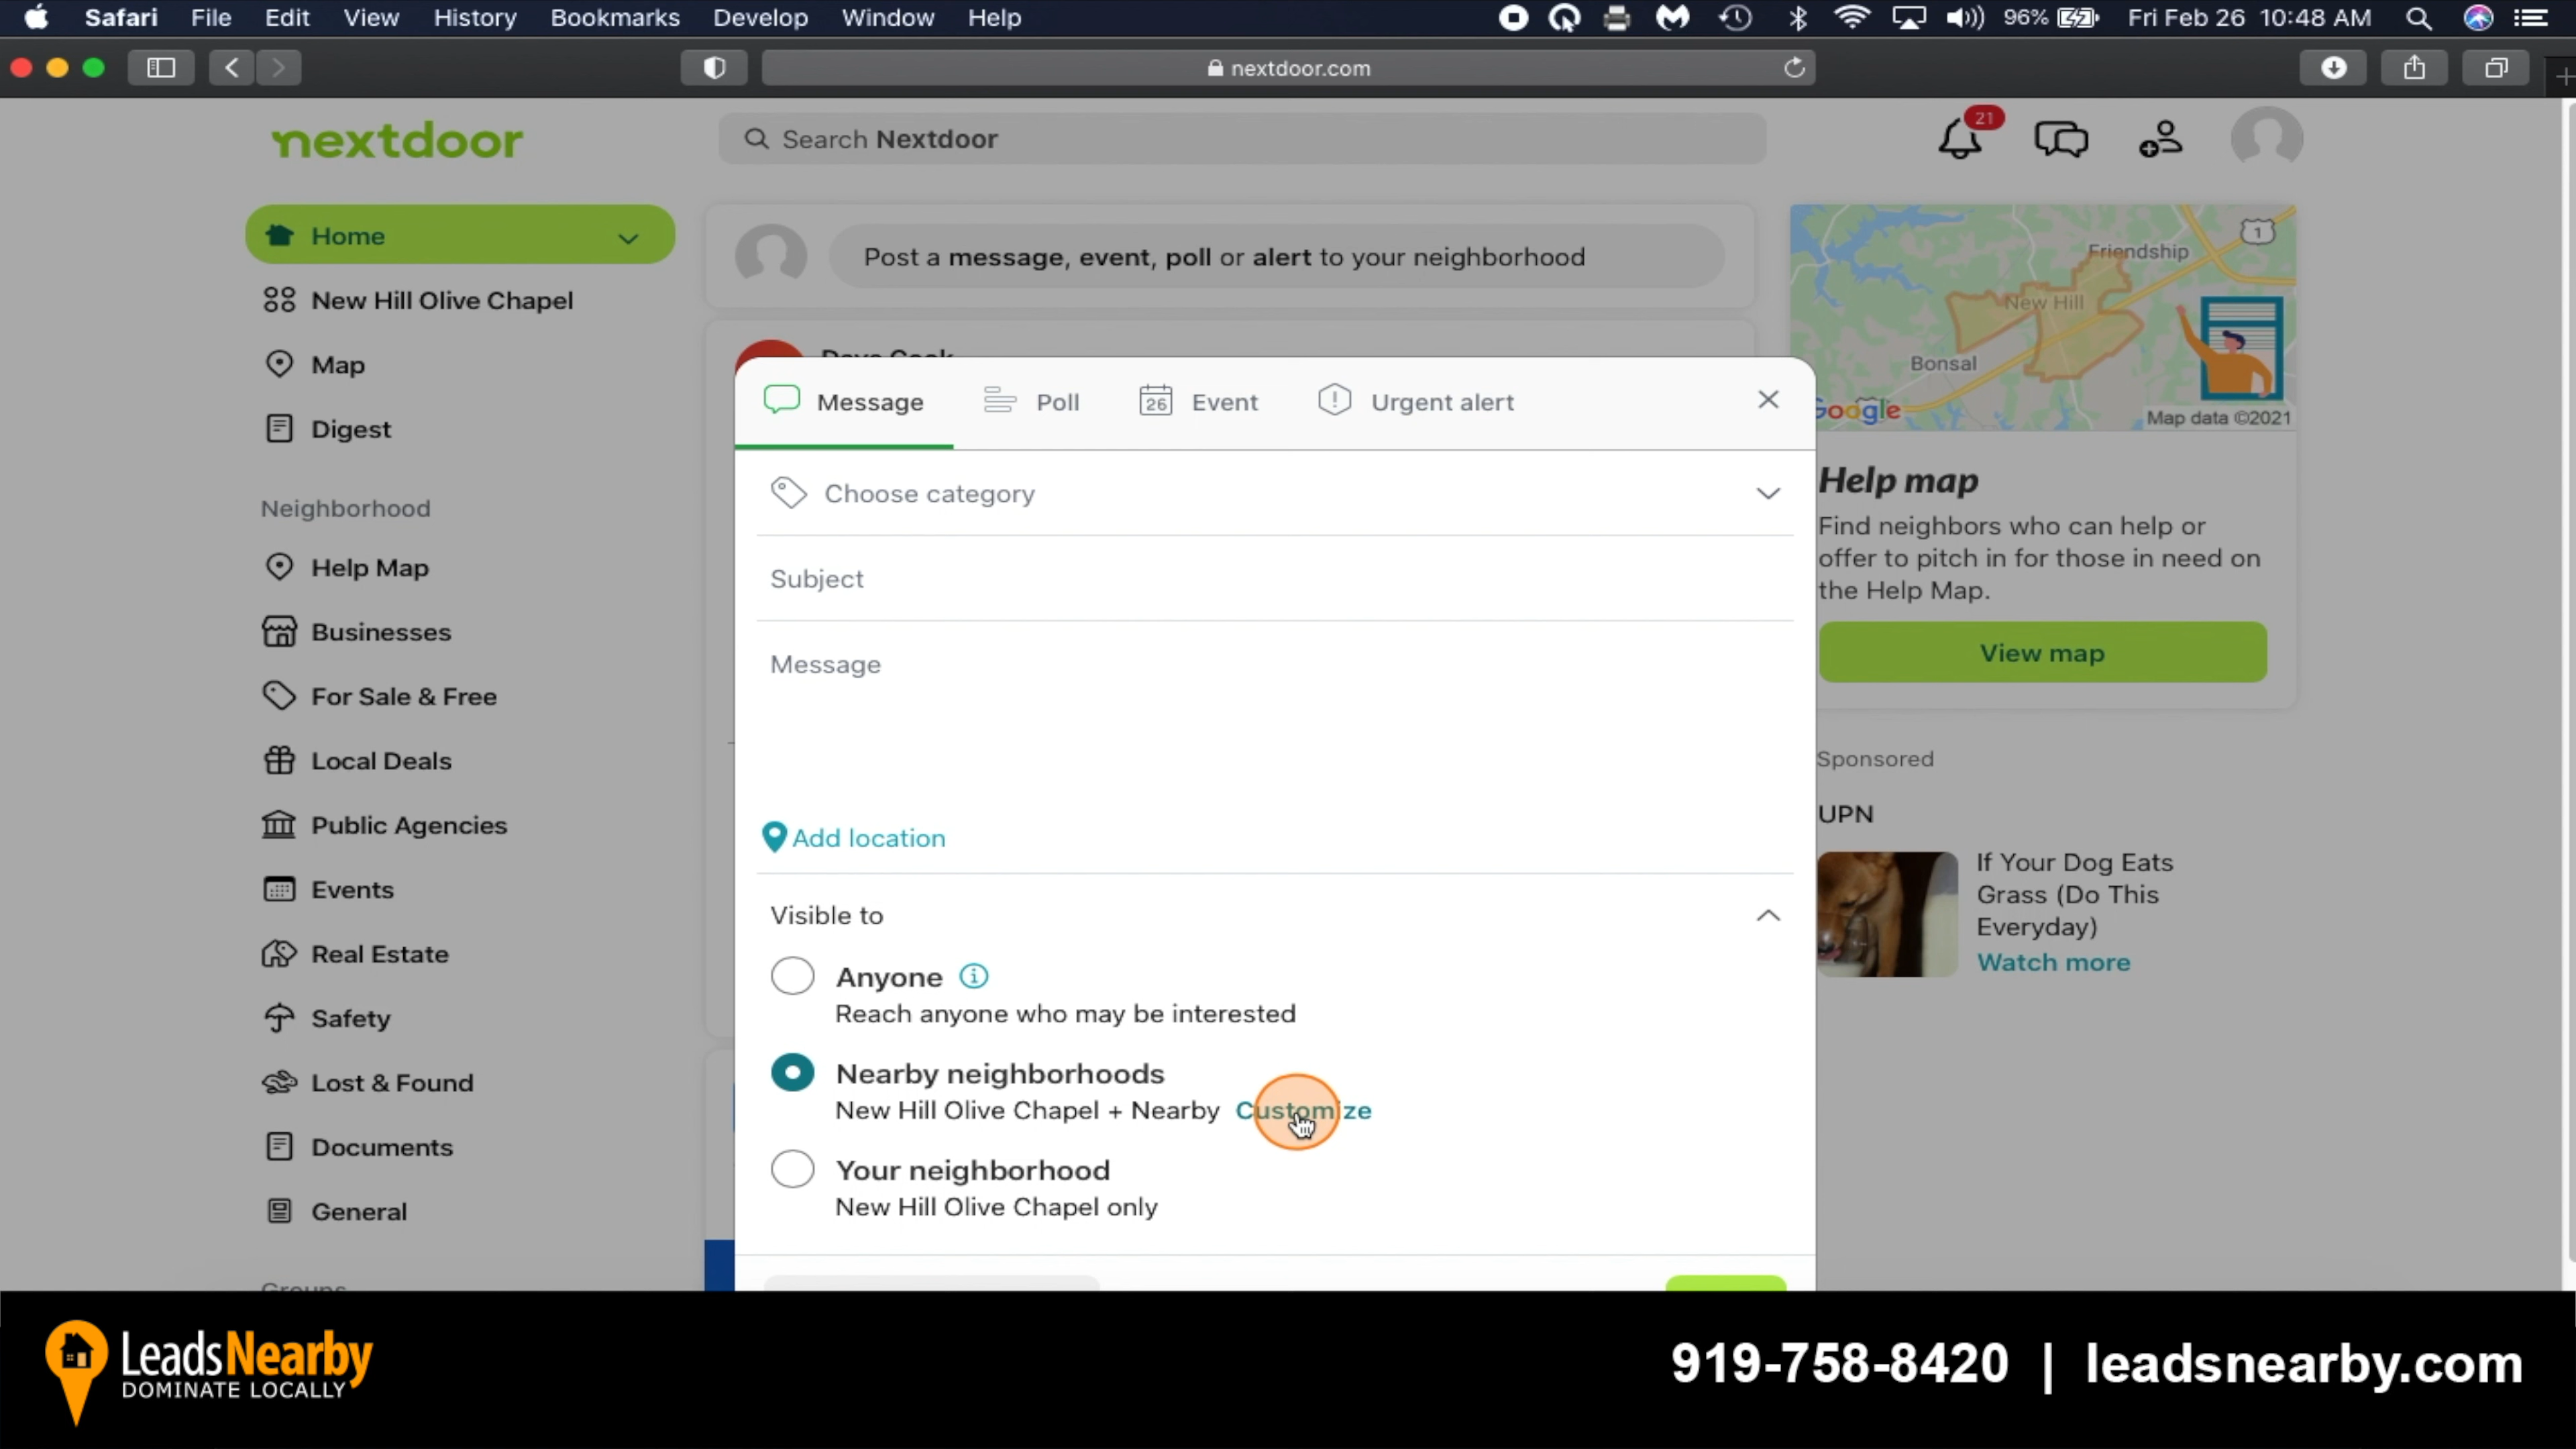 Safari File Edit View History Bookmarks Develop Window Help 96% Fri Feb 26 10:48 AM
nextdoor.com
nextdoor
Search Nextdoor
21
Home
New Hill Olive Chapel
Map
Digest
Neighborhood
Help Map
Businesses
For Sale & Free
Local Deals
Public Agencies
Events
Real Estate
Safety
Lost & Found
Documents
General
Groups
Post a message, event, poll or alert to your neighborhood
Dave Cook
Message
Poll
26
Event
Urgent alert
Choose category
Subject
Message
Add location
Visible to
Anyone
Reach anyone who may be interested
Nearby neighborhoods
New Hill Olive Chapel + Nearby Customize
Your neighborhood
New Hill Olive Chapel only
1
Friendship
New Hill
Bonsal
Google
Map data ©2021
Help map
Find neighbors who can help or
offer to pitch in for those in need on
the Help Map.
View map
Sponsored
UPN
If Your Dog Eats
Grass (Do This
Everyday)
Watch more
LeadsNearby
DOMINATE LOCALLY
919-758-8420 | leadsnearby.com